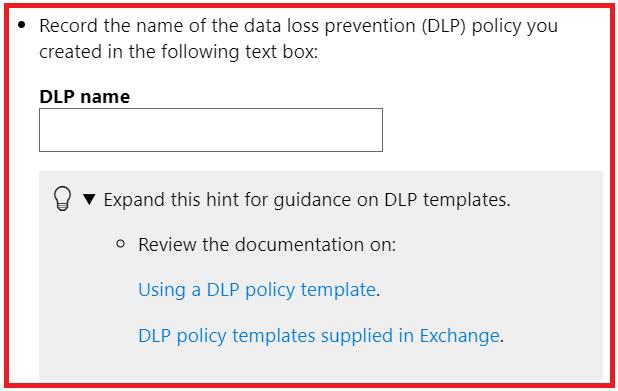 Record the name of the data loss prevention (DLP) policy you
created in the following text box:
DLP name
Expand this hint for guidance on DLP templates.
Review the documentation on:
Using a DLP policy template.
DLP policy templates supplied in Exchange.